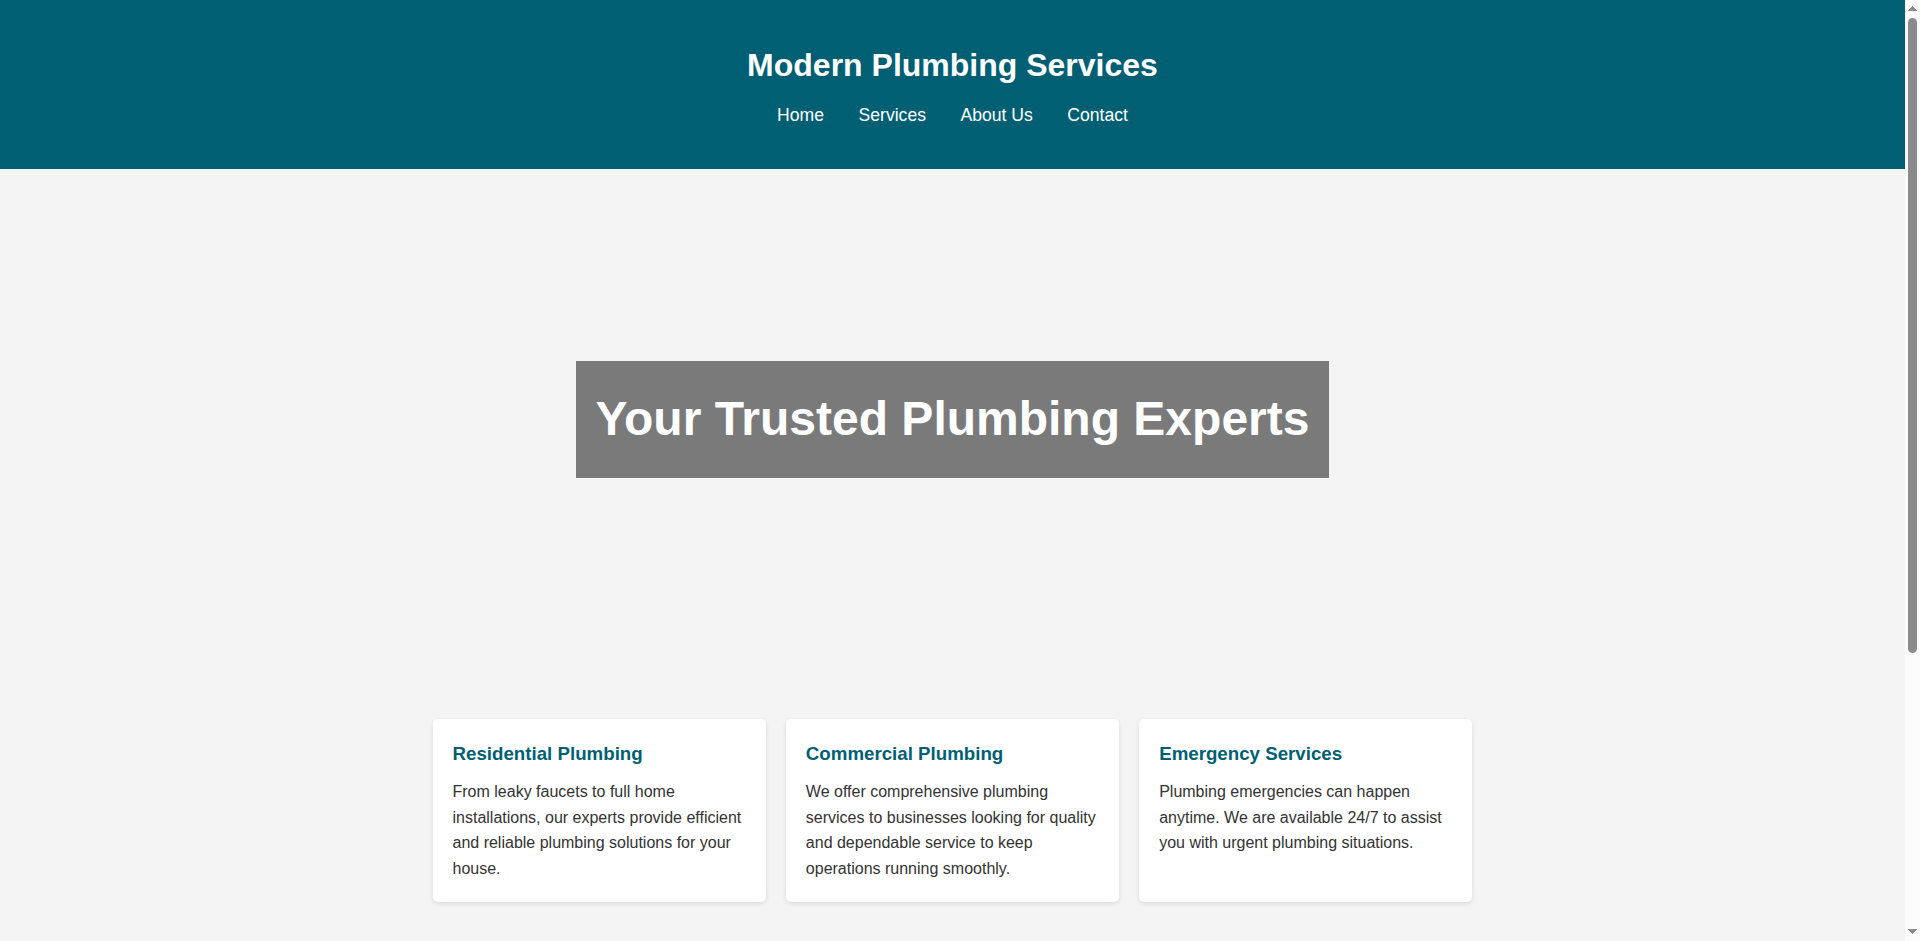 Modern Plumbing Services
Home Services About Us Contact
Your Trusted Plumbing Experts
Residential Plumbing
From leaky faucets to full home
installations, our experts provide efficient
and reliable plumbing solutions for your
house.
Commercial Plumbing
We offer comprehensive plumbing
services to businesses looking for quality
and dependable service to keep
operations running smoothly.
Emergency Services
Plumbing emergencies can happen
anytime. We are available 24/7 to assist
you with urgent plumbing situations.